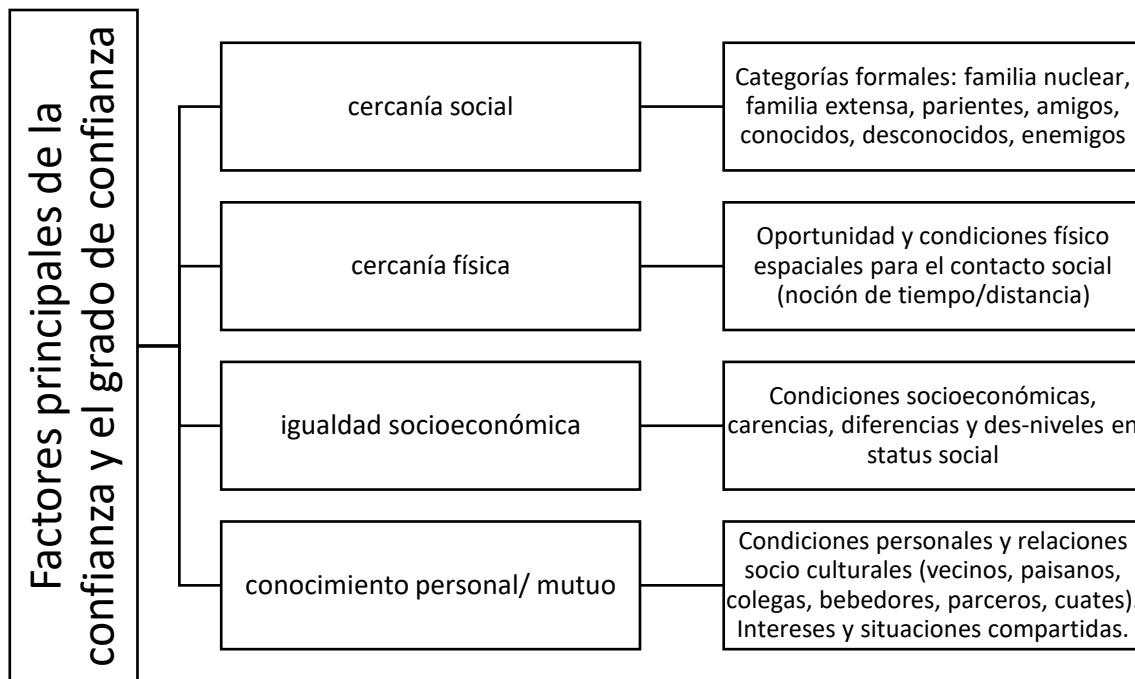 Factores principales de la
confianza y el grado de confianza
cercanía social
Categorías formales: familia nuclear,
familia extensa, parientes, amigos,
conocidos, desconocidos, enemigos
cercanía física
Oportunidad y condiciones físico
espaciales para el contacto social
(noción de tiempo/distancia)
igualdad socioeconómica
Condiciones socioeconómicas,
carencias, diferencias y des-niveles en
status social
conocimiento personal/ mutuo
Condiciones personales y relaciones
socio culturales (vecinos, paisanos,
colegas, bebedores, parceros, cuates).
Intereses y situaciones compartidas.